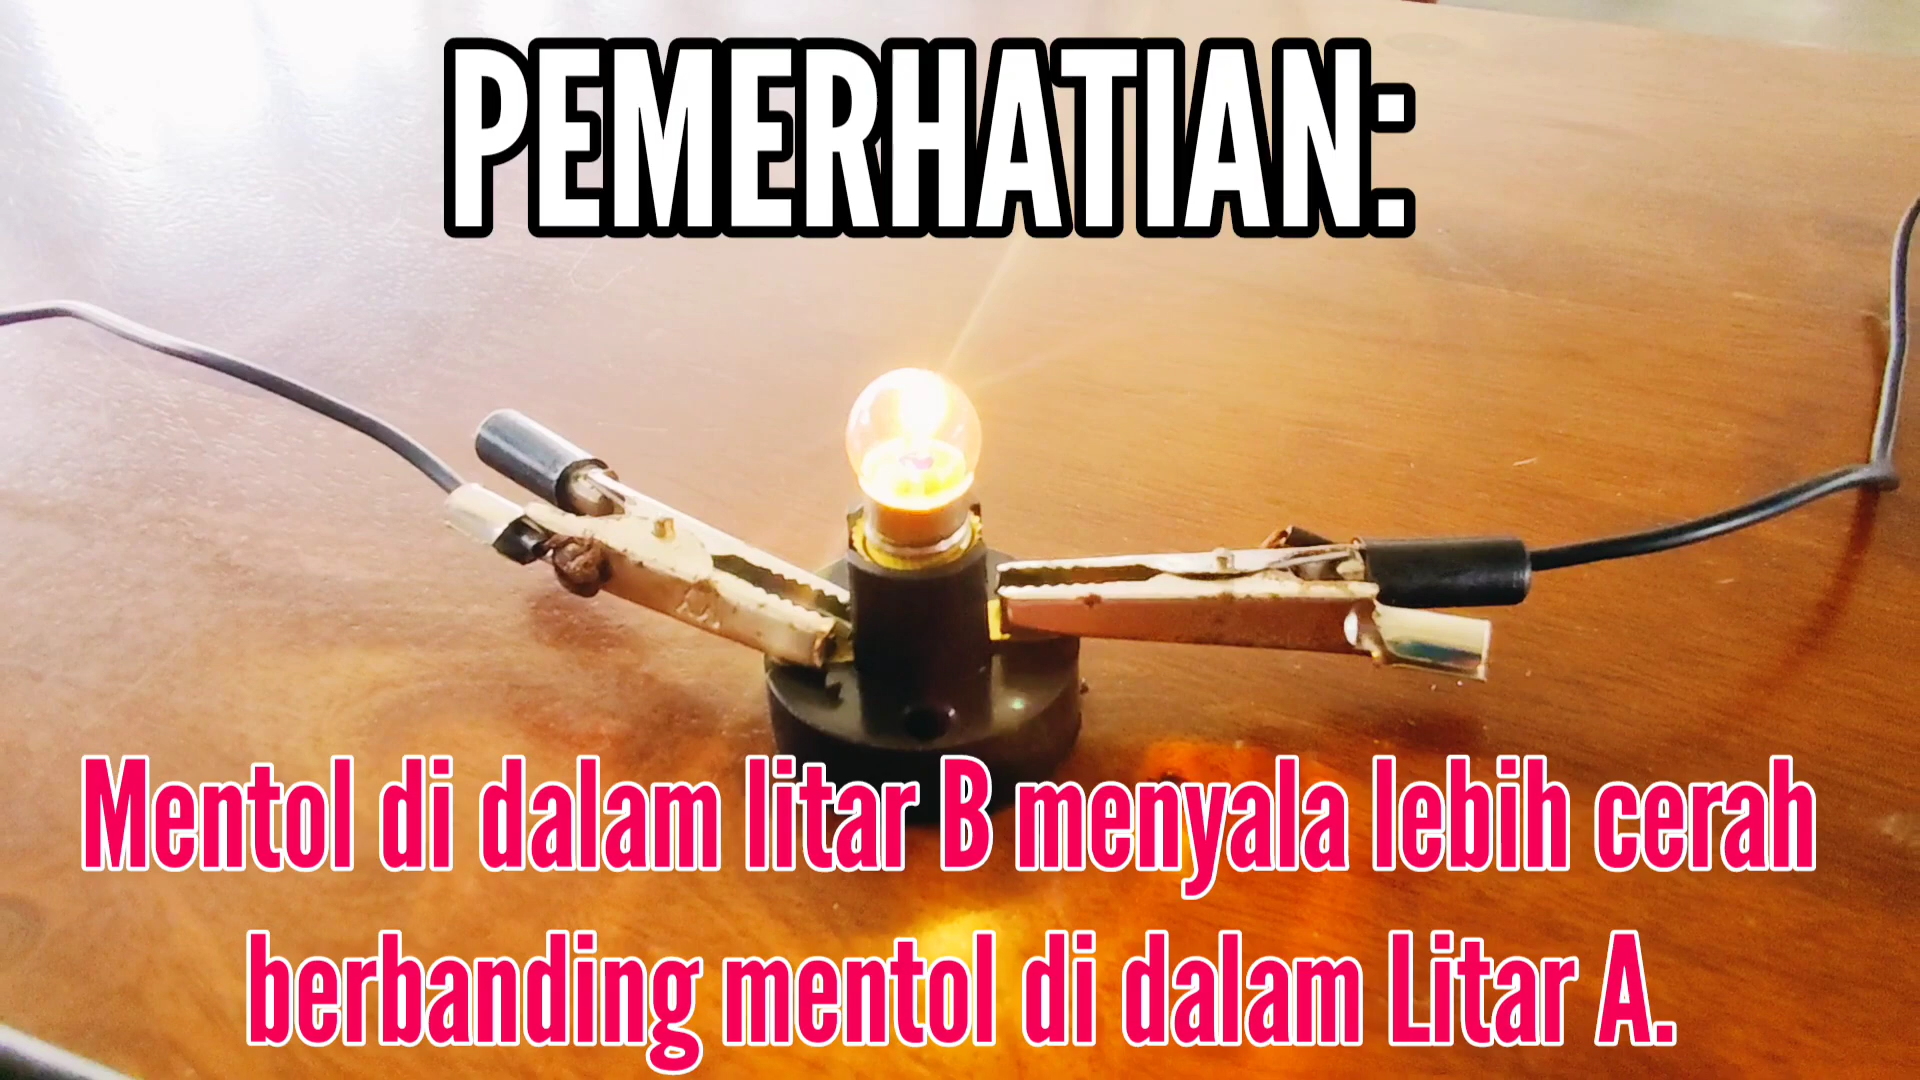 PEMERHATIAN:
Mentol di dalam litar B menyala lebih cerah
berbanding mentol di dalam Litar A.